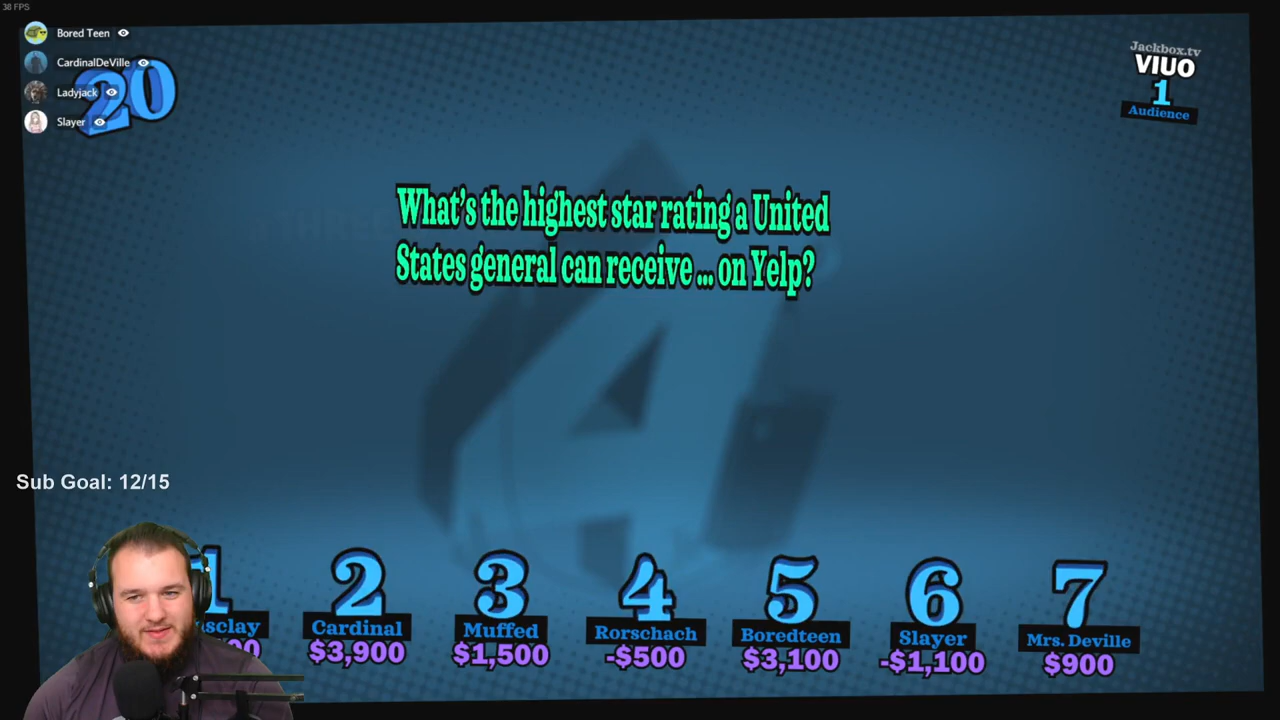 38 FPS
Bored Teen
CardinalDeVille
Ladyjack
Slayer
20
Jackbox.tv
VIUO
1
Audience
What's the highest star rating a United
States general can receive ... on Yelp?
Sub Goal: 12/15
1
2
3
4
5
6
7
Cardinal
Muffed
Rorschach
Boredteen
Slayer
Mrs. Deville
$3,900
$1,500
-$500
$3,100
-$1,100
$900